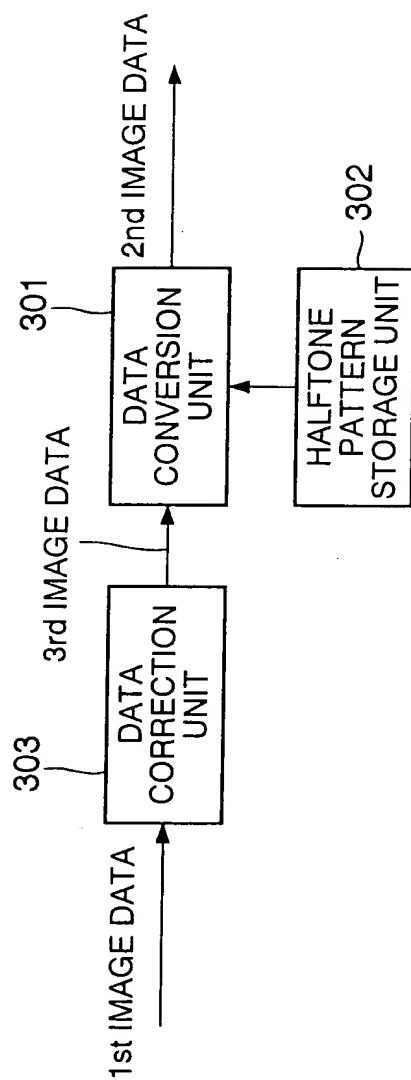 1st IMAGE DATA
303
DATA
CORRECTION
UNIT
3rd IMAGE DATA
301
DATA
CONVERSION
UNIT
2nd IMAGE DATA
302
HALFTONE
PATTERN
STORAGE UNIT